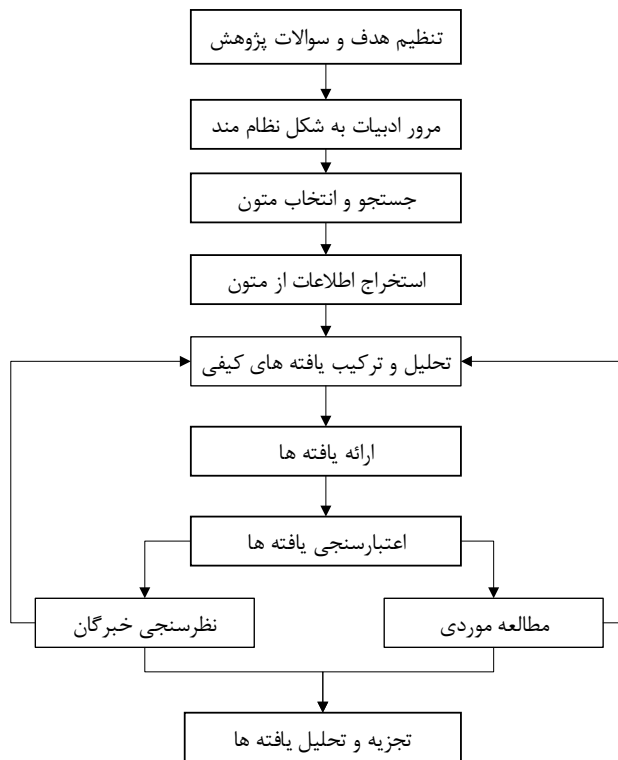 تنظیم هدف و سوالات پژوهش
مرور ادبیات به شکل نظام مند
جستجو و انتخاب متون
استخراج اطلاعات از متون
تحلیل و ترکیب یافته های کیفی
ارائه یافته ها
اعتبارسنجی یافته ها
مطالعه موردی
نظرسنجی خبرگان
تجزیه و تحلیل یافته ها